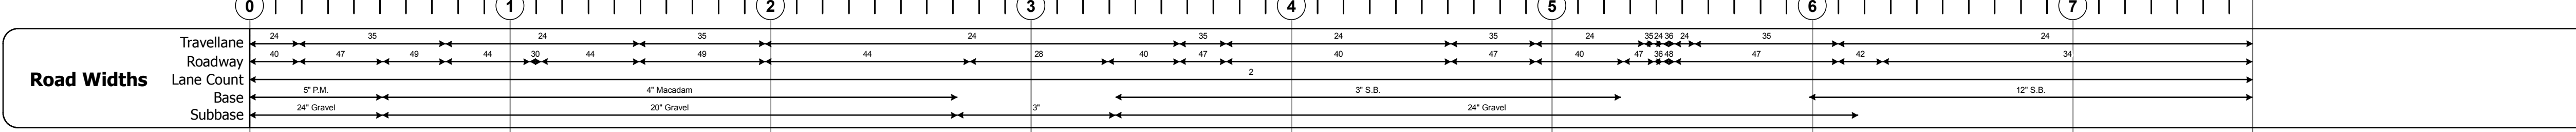 0 1 2 3 4 5 6 7
Road Widths
Travellane 24 35 24 35 24 35 24 35 24 35 24 36 24 35 24
Roadway 40 47 49 44 30 44 49 44 28 40 47 40 47 40 47 36 48 47 42 34
Lane Count 2
Base 5" P.M. 4" Macadam 3" S.B. 12" S.B.
Subbase 24" Gravel 20" Gravel 3" 24" Gravel